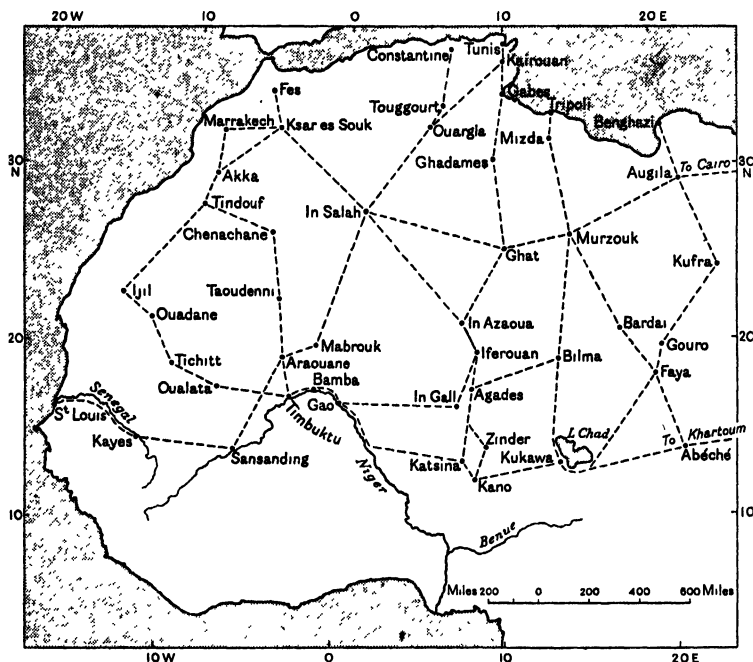 20 W 10 0 10 20 E
Constantine
Tunis
Kairouan
Fes
Touggourt
Gabes
Tripoli
Marrakech
Ksar es Souk
Ouargla
Mizda
Benghazi
30
N
Ghadames
30
N
Akka
Augila
To Cairo
Tindouf
In Salah
Chenachane
Murzouk
Ghat
Kufra
Ijil
Taoudenni
Ouadane
In Azaoua
Bardai
20
20
Mabrouk
Iferouan
Bilma
Gouro
Tichitt
Araouane
Faya
Oualata
Bamba
In Gall
Agades
Senegal
St Louis
Gao
Timbuktu
L Chad
To Khartoum
Kayes
Zinder
Sansanding
Niger
Katsina
Kukawa
Abéché
Kano
10
10
Benue
Miles 200 0 200 400 600 Miles
10 W 0 10 20 E